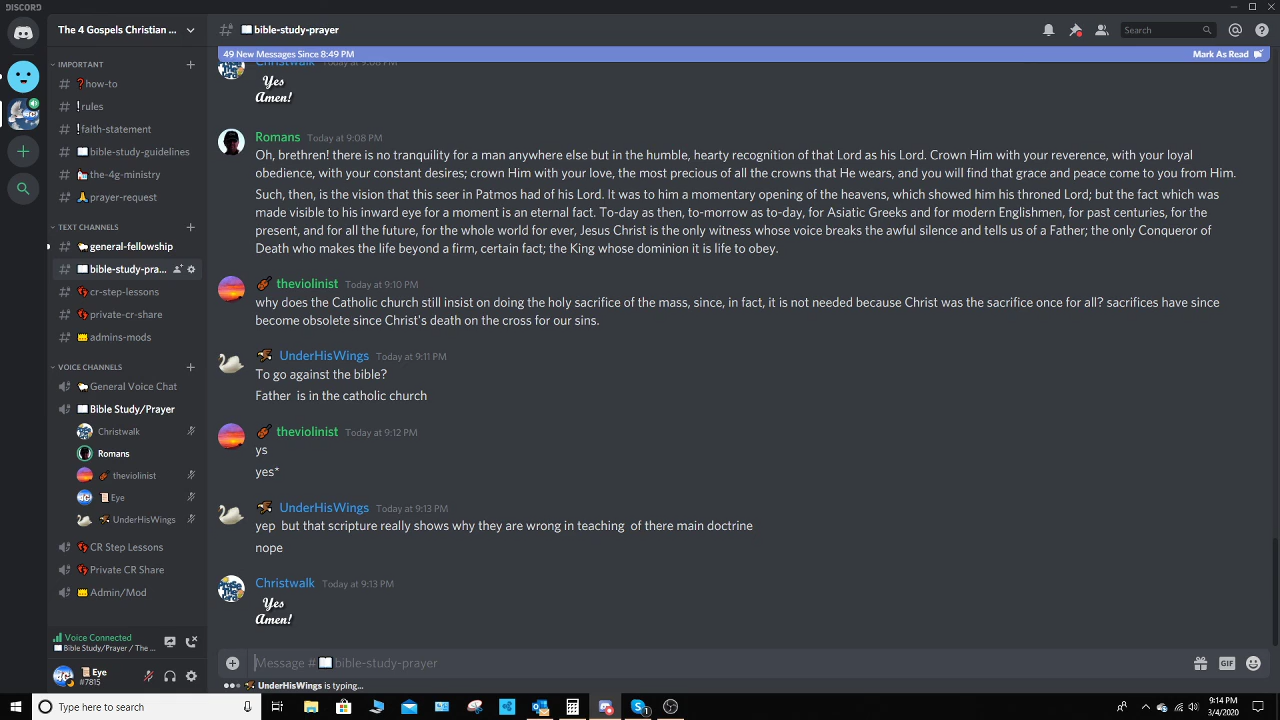 DISCORD
The 4 Gospels Christian ...
bible-study-prayer
Search
49 New Messages Since 8:49 PM
Mark As Read
IMPORTANT
how-to
rules
faith-statement
bible-study-guidelines
the-4g-ministry
prayer-request
TEXT CHANNELS
general-fellowship
bible-study-pra...
cr-step-lessons
private-cr-share
admins-mods
VOICE CHANNELS
General Voice Chat
Bible Study/Prayer
Christwalk
Romans
theviolinist
Eye
UnderHisWings
CR Step Lessons
Private CR Share
Admin/Mod
Voice Connected
Bible Study/Prayer / The ...
Eye
#7815
Christwalk Today at 9:08 PM
Yes
Amen!
Romans Today at 9:08 PM
Oh, brethren! there is no tranquility for a man anywhere else but in the humble, hearty recognition of that Lord as his Lord. Crown Him with your reverence, with your loyal
obedience, with your constant desires; crown Him with your love, the most precious of all the crowns that He wears, and you will find that grace and peace come to you from Him.
Such, then, is the vision that this seer in Patmos had of his Lord. It was to him a momentary opening of the heavens, which showed him his throned Lord; but the fact which was
made visible to his inward eye for a moment is an eternal fact. To-day as then, to-morrow as to-day, for Asiatic Greeks and for modern Englishmen, for past centuries, for the
present, and for all the future, for the whole world for ever, Jesus Christ is the only witness whose voice breaks the awful silence and tells us of a Father; the only Conqueror of
Death who makes the life beyond a firm, certain fact; the King whose dominion it is life to obey.
theviolinist Today at 9:10 PM
why does the Catholic church still insist on doing the holy sacrifice of the mass, since, in fact, it is not needed because Christ was the sacrifice once for all? sacrifices have since
become obsolete since Christ's death on the cross for our sins.
UnderHisWings Today at 9:11 PM
To go against the bible?
Father is in the catholic church
theviolinist Today at 9:12 PM
ys
yes*
UnderHisWings Today at 9:13 PM
yep but that scripture really shows why they are wrong in teaching of there main doctrine
nope
Christwalk Today at 9:13 PM
Yes
Amen!
Message # bible-study-prayer
GIF
UnderHisWings is typing...
Type here to search
9:14 PM
3/4/2020